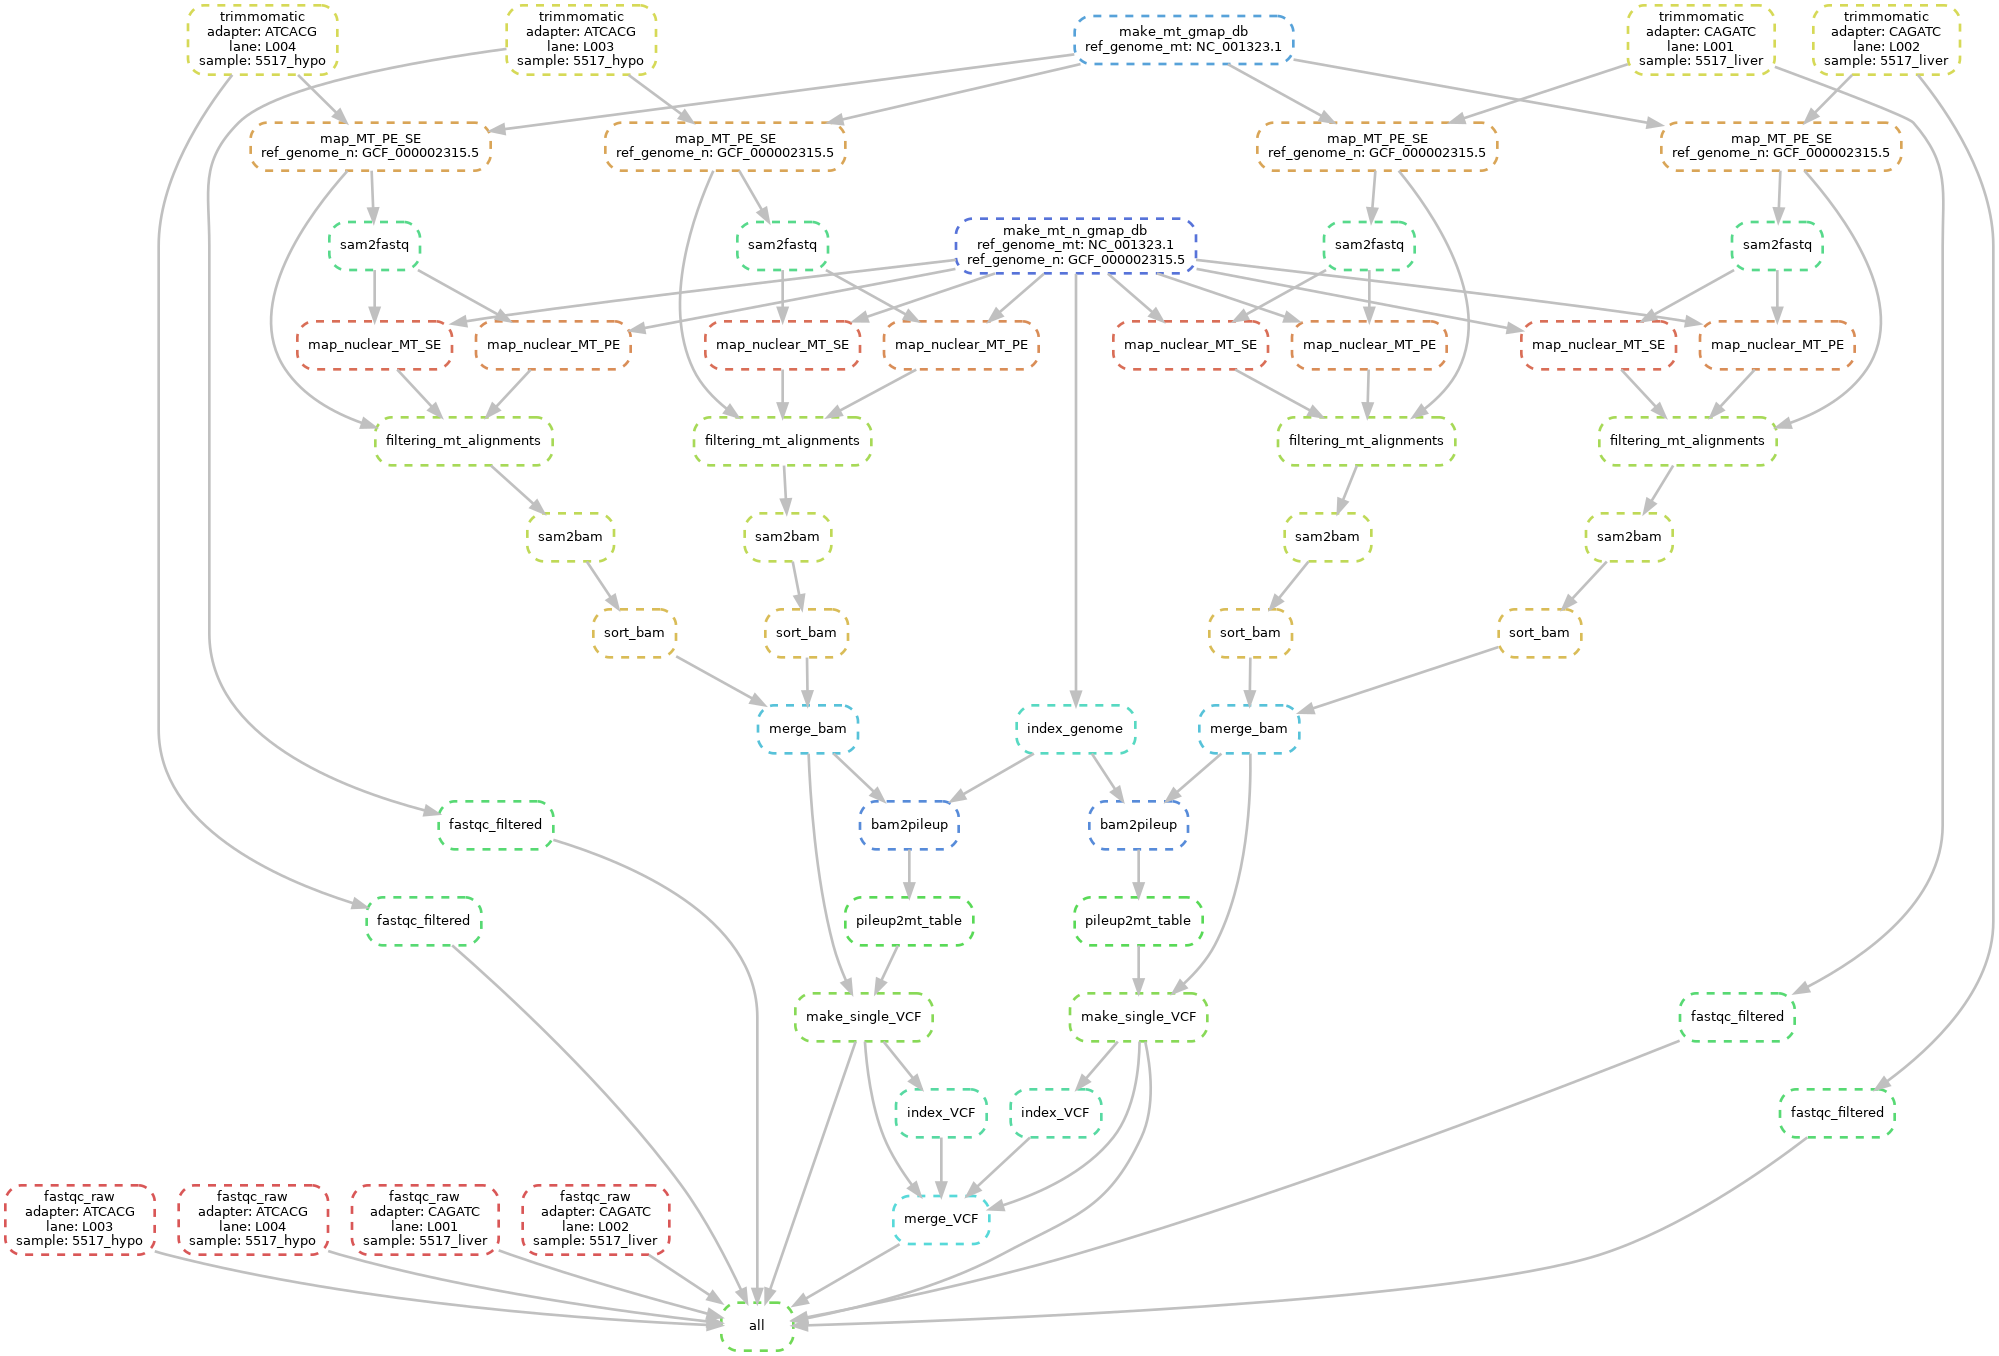 trimmomatic
adapter: ATCACG
lane: L004
sample: 5517_hypo
trimmomatic
adapter: ATCACG
lane: L003
sample: 5517_hypo
make_mt_gmap_db
ref_genome_mt: NC_001323.1
trimmomatic
adapter: CAGATC
lane: L001
sample: 5517_liver
trimmomatic
adapter: CAGATC
lane: L002
sample: 5517_liver
map_MT_PE_SE
ref_genome_n: GCF_000002315.5
map_MT_PE_SE
ref_genome_n: GCF_000002315.5
map_MT_PE_SE
ref_genome_n: GCF_000002315.5
map_MT_PE_SE
ref_genome_n: GCF_000002315.5
sam2fastq
sam2fastq
make_mt_n_gmap_db
ref_genome_mt: NC_001323.1
ref_genome_n: GCF_000002315.5
sam2fastq
sam2fastq
map_nuclear_MT_SE
map_nuclear_MT_PE
map_nuclear_MT_SE
map_nuclear_MT_PE
map_nuclear_MT_SE
map_nuclear_MT_PE
map_nuclear_MT_SE
map_nuclear_MT_PE
filtering_mt_alignments
filtering_mt_alignments
filtering_mt_alignments
filtering_mt_alignments
sam2bam
sam2bam
sam2bam
sam2bam
sort_bam
sort_bam
sort_bam
sort_bam
merge_bam
index_genome
merge_bam
fastqc_filtered
bam2pileup
bam2pileup
fastqc_filtered
pileup2mt_table
pileup2mt_table
make_single_VCF
make_single_VCF
fastqc_filtered
index_VCF
index_VCF
fastqc_filtered
fastqc_raw
adapter: ATCACG
lane: L003
sample: 5517_hypo
fastqc_raw
adapter: ATCACG
lane: L004
sample: 5517_hypo
fastqc_raw
adapter: CAGATC
lane: L001
sample: 5517_liver
fastqc_raw
adapter: CAGATC
lane: L002
sample: 5517_liver
merge_VCF
all